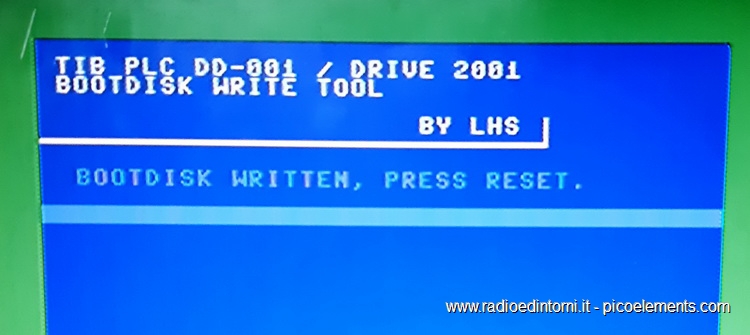 TIB PLC DD-001 / DRIVE 2001
BOOTDISK WRITE TOOL
BY LHS
BOOTDISK WRITTEN, PRESS RESET.
www.radioedintorni.it - picoelements.com